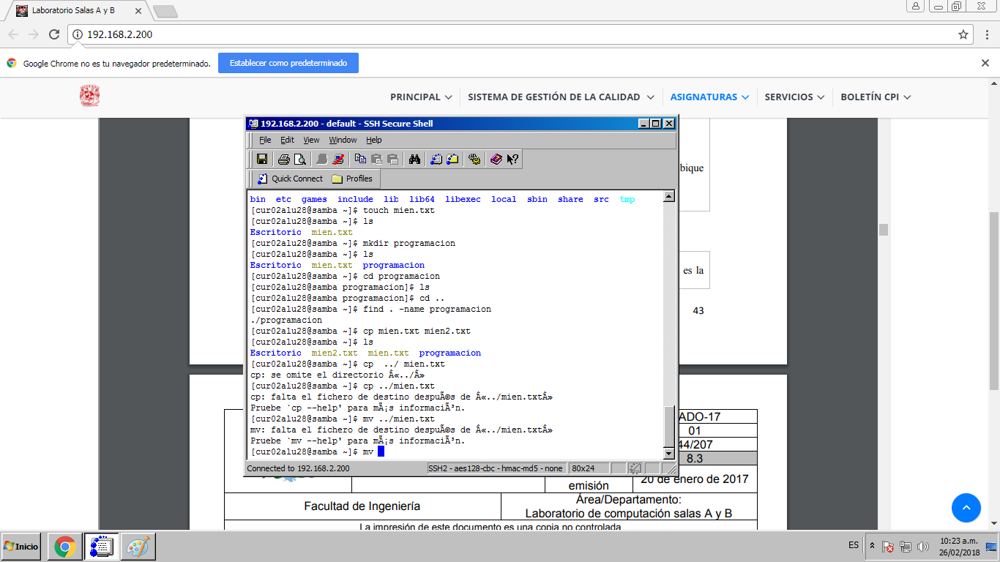 Laboratorio Salas A y B
192.168.2.200
Google Chrome no es tu navegador predeterminado. Establecer como predeterminado
PRINCIPAL SISTEMA DE GESTIÓN DE LA CALIDAD ASIGNATURAS SERVICIOS BOLETÍN CPI
192.168.2.200 - default - SSH Secure Shell
File Edit View Window Help
Quick Connect Profiles
bin etc games include lib lib64 libexec local sbin share src tmp
[cur02alu28@samba ~]$ touch mien.txt
[cur02alu28@samba ~]$ ls
Escritorio mien.txt
[cur02alu28@samba ~]$ mkdir programacion
[cur02alu28@samba ~]$ ls
Escritorio mien.txt programacion
[cur02alu28@samba ~]$ cd programacion
[cur02alu28@samba programacion]$ ls
[cur02alu28@samba programacion]$ cd ..
[cur02alu28@samba ~]$ find . -name programacion
./programacion
[cur02alu28@samba ~]$ cp mien.txt mien2.txt
[cur02alu28@samba ~]$ ls
Escritorio mien2.txt mien.txt programacion
[cur02alu28@samba ~]$ cp  ../ mien.txt
cp: se omite el directorio Â«../Â»
[cur02alu28@samba ~]$ cp ../mien.txt
cp: falta el fichero de destino despuÃ©s de Â«../mien.txtÂ»
Pruebe `cp --help' para mÃ¡s informaciÃ³n.
[cur02alu28@samba ~]$ mv ../mien.txt
mv: falta el fichero de destino despuÃ©s de Â«../mien.txtÂ»
Pruebe `mv --help' para mÃ¡s informaciÃ³n.
[cur02alu28@samba ~]$ mv
Connected to 192.168.2.200 SSH2 - aes128-cbc - hmac-md5 - none 80x24
bique
es la
43
ADO-17
01
44/207
8.3
emisión
20 de enero de 2017
Facultad de Ingeniería
Área/Departamento:
Laboratorio de computación salas A y B
La impresión de este documento es una copia no controlada
Inicio
ES
10:23 a.m.
26/02/2018